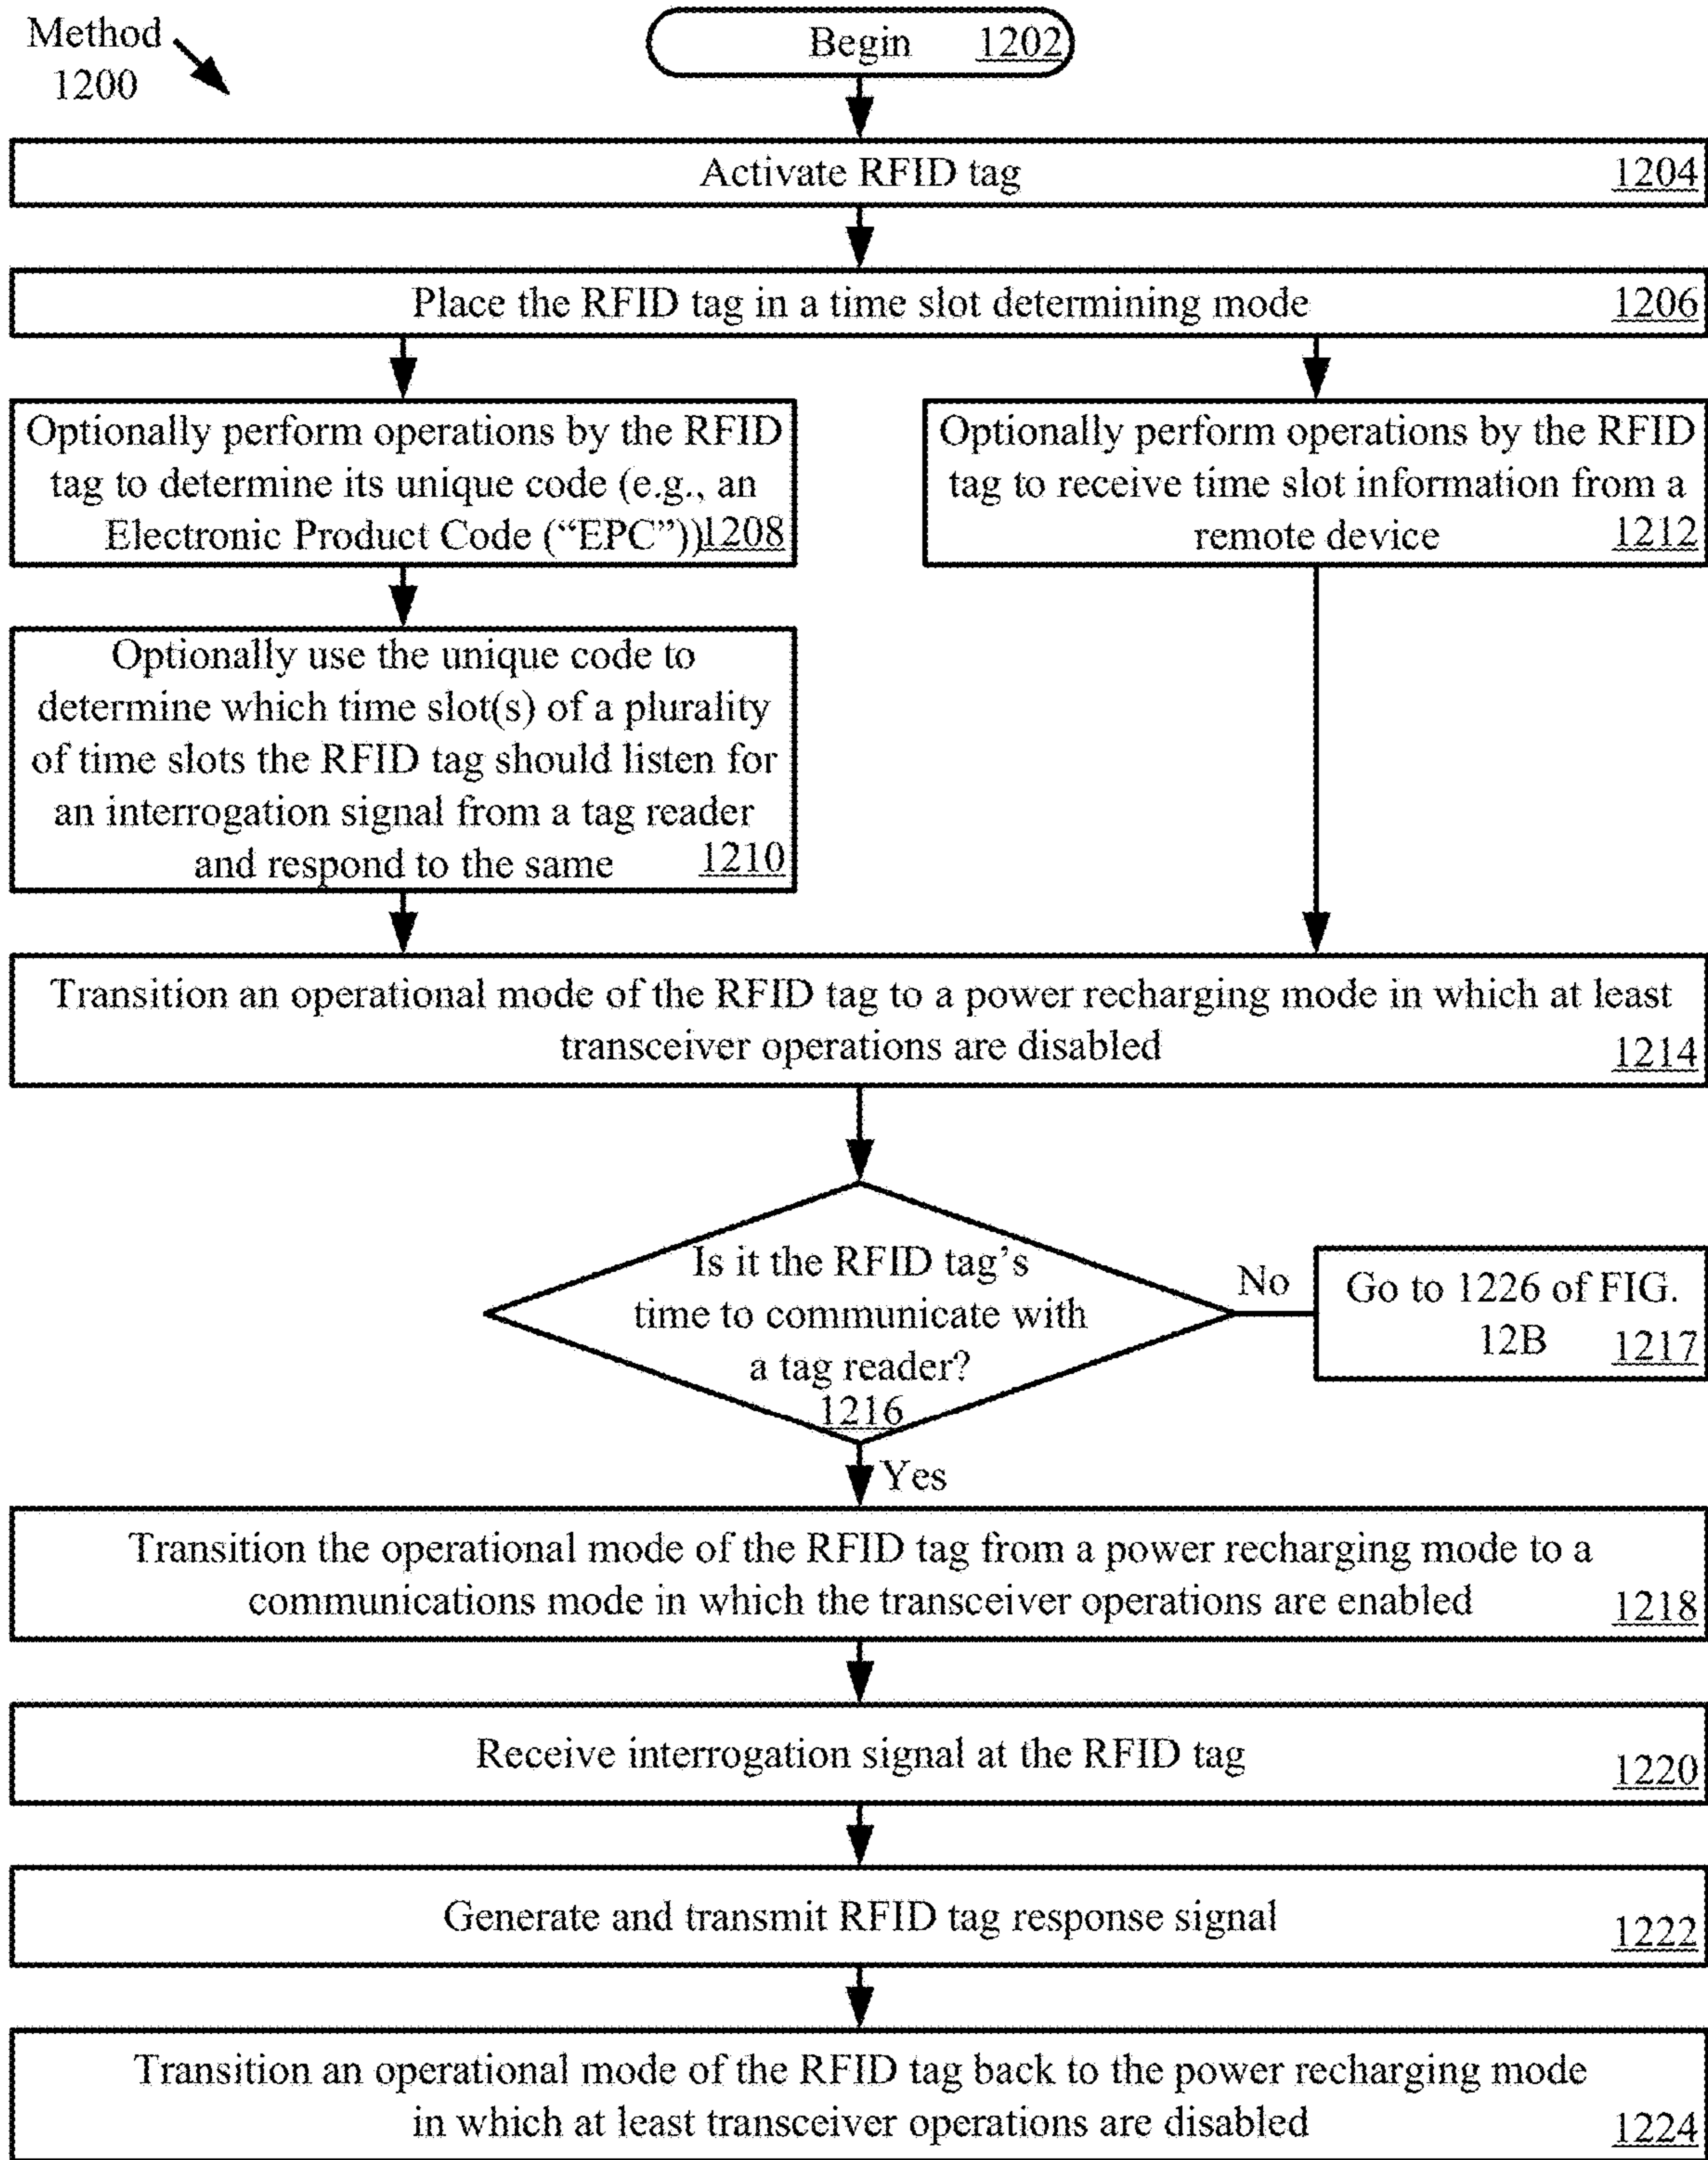 Method
1200
Begin 1202
Activate RFID tag 1204
Place the RFID tag in a time slot determining mode 1206
Optionally perform operations by the RFID
tag to determine its unique code (e.g., an
Electronic Product Code (“EPC”)) 1208
Optionally perform operations by the RFID
tag to receive time slot information from a
remote device 1212
Optionally use the unique code to
determine which time slot(s) of a plurality
of time slots the RFID tag should listen for
an interrogation signal from a tag reader
and respond to the same 1210
Transition an operational mode of the RFID tag to a power recharging mode in which at least
transceiver operations are disabled 1214
Is it the RFID tag’s
time to communicate with
a tag reader?
1216
No
Go to 1226 of FIG.
12B 1217
Yes
Transition the operational mode of the RFID tag from a power recharging mode to a
communications mode in which the transceiver operations are enabled 1218
Receive interrogation signal at the RFID tag 1220
Generate and transmit RFID tag response signal 1222
Transition an operational mode of the RFID tag back to the power recharging mode
in which at least transceiver operations are disabled 1224